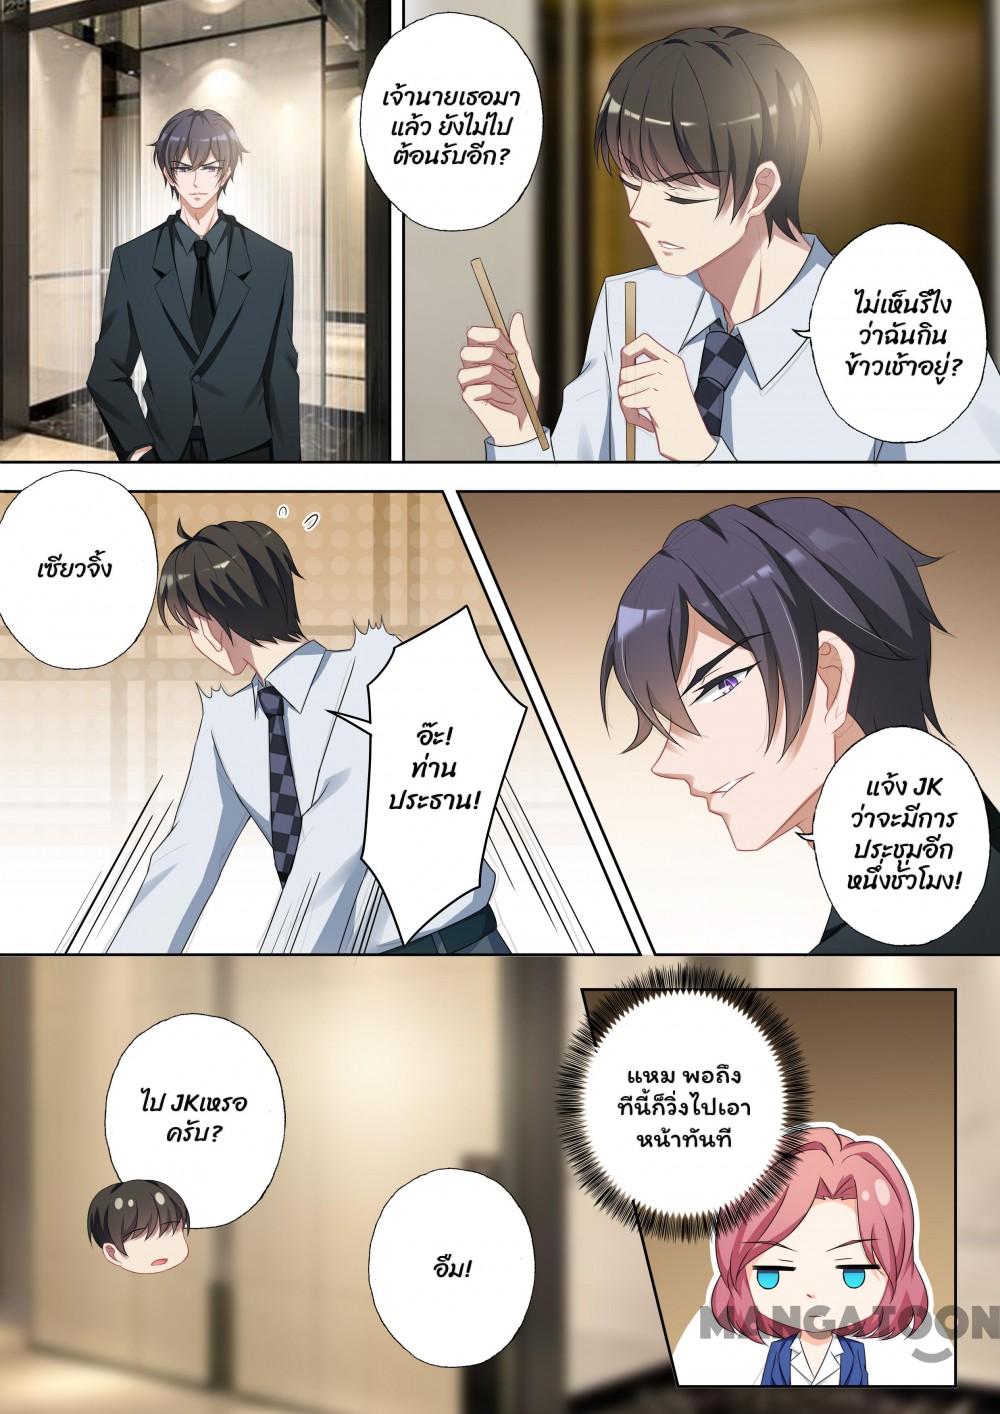 เจ้านายเธอมา
แล้ว ยังไม่ไป
ต้อนรับอีก?
ไม่เห็นรึไง
ว่าฉันกิน
ข้าวเช้าอยู่?
เซียวจิ้ง
อ๊ะ!
ท่าน
ประธาน!
แจ้ง JK
ว่าจะมีการ
ประชุมอีก
หนึ่งชั่วโมง!
ไป JKเหรอ
ครับ?
อืม!
แหม พอถึง
ทีนี้ก็วิ่งไปเอา
หน้าทันที
MANGATOON